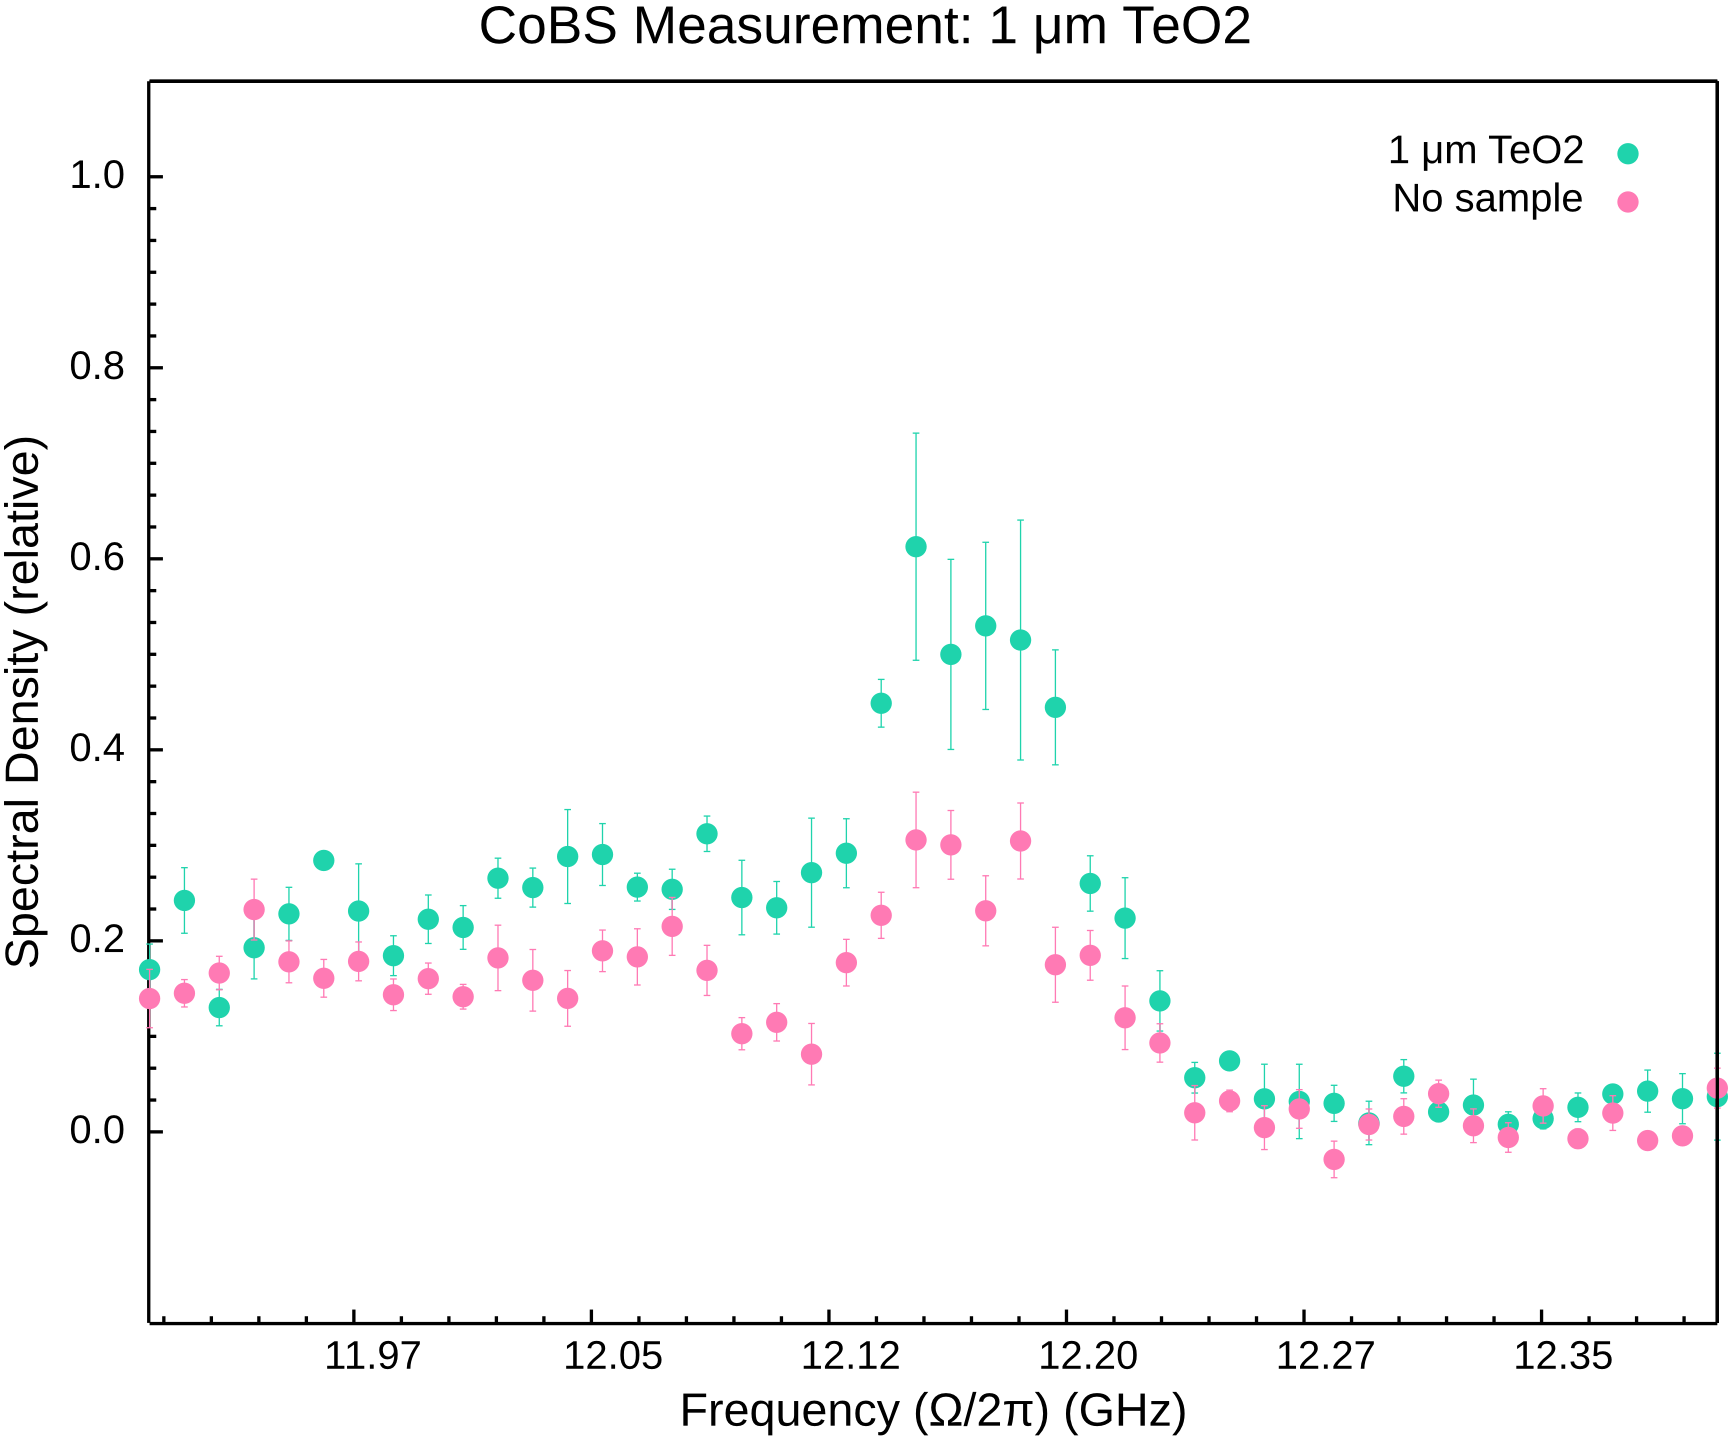 CoBS Measurement: 1 μm TeO2
1 μm TeO2
No sample
Spectral Density (relative)
1.0
0.8
0.6
0.4
0.2
0.0
11.97 12.05 12.12 12.20 12.27 12.35
Frequency (Ω/2π) (GHz)